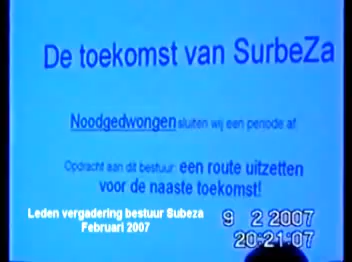 De toekomst van SurbeZa
Noodgedwongen sluiten wij een periode af.
Opdracht aan dit bestuur: een route uitzetten
voor de naaste toekomst!
Leden vergadering bestuur Subeza
Februari 2007
9 2 2007
20:21:07